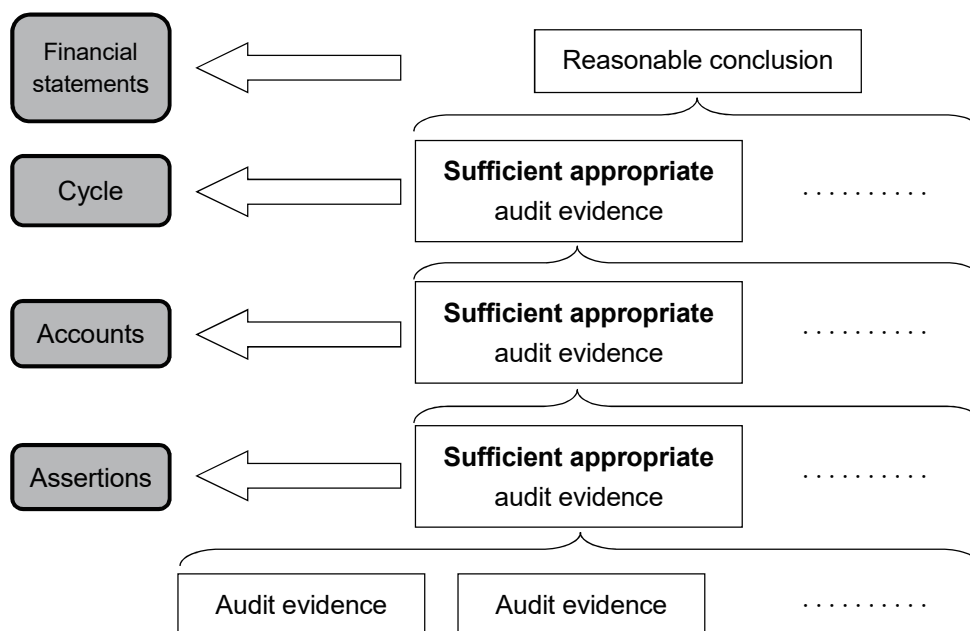 Financial
statements
Reasonable conclusion
Cycle
Sufficient appropriate
audit evidence
..........
Accounts
Sufficient appropriate
audit evidence
..........
Assertions
Sufficient appropriate
audit evidence
..........
Audit evidence
Audit evidence
..........